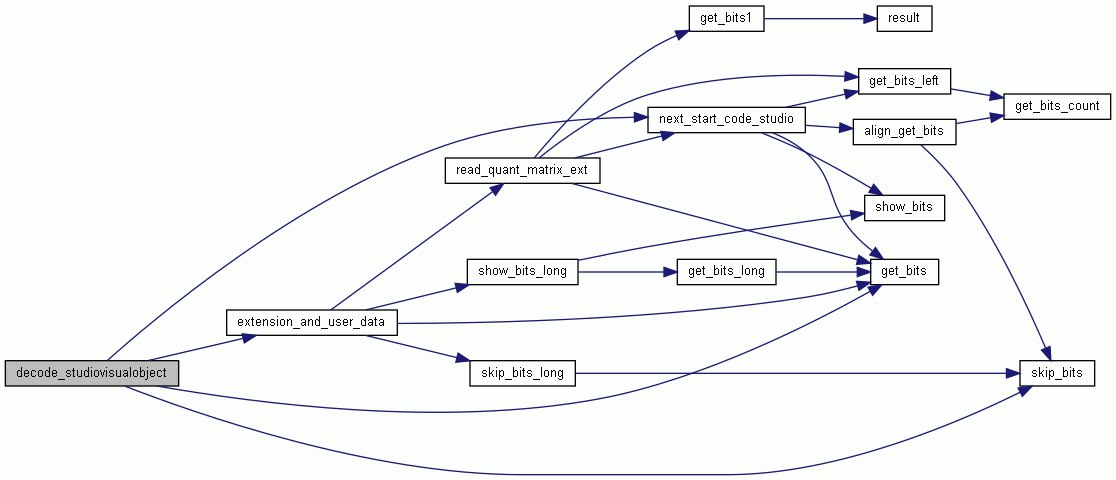 get_bits1
result
get_bits_left
get_bits_count
next_start_code_studio
align_get_bits
read_quant_matrix_ext
show_bits
show_bits_long
get_bits_long
get_bits
extension_and_user_data
decode_studiovisualobject
skip_bits_long
skip_bits